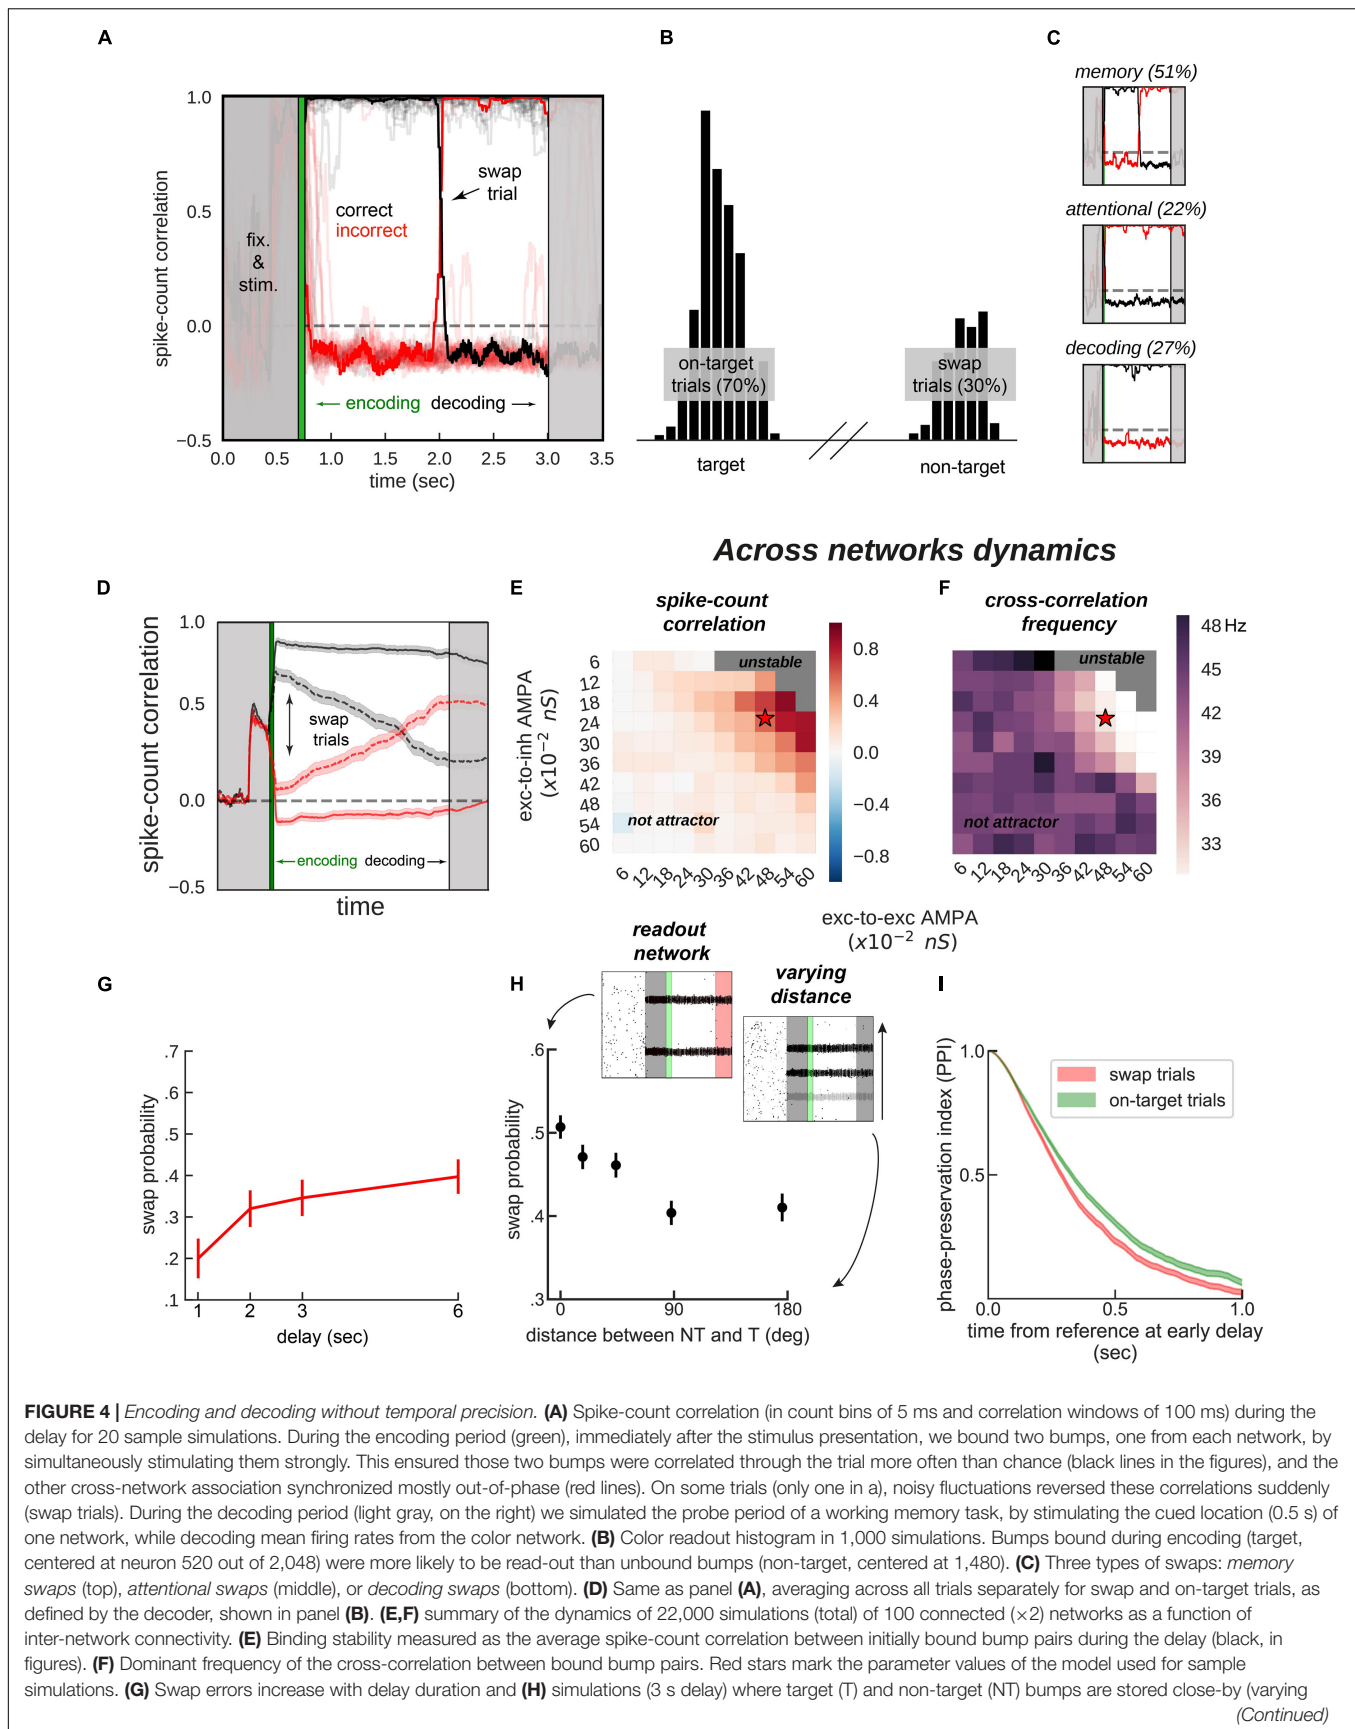 A
B
C
1.0
0.5
0.0
−0.5
spike-count correlation
fix.
&
stim.
correct
incorrect
swap
trial
encoding decoding
0.0 0.5 1.0 1.5 2.0 2.5 3.0 3.5
time (sec)
on-target
trials (70%)
swap
trials (30%)
target
non-target
memory (51%)
attentional (22%)
decoding (27%)
Across networks dynamics
D
E
F
1.0
0.5
0.0
−0.5
spike-count correlation
swap
trials
encoding decoding
time
spike-count
correlation
exc-to-inh AMPA
(x10−2 nS)
6
12
18
24
30
36
42
48
54
60
unstable
not attractor
6 12 18 24 30 36 42 48 54 60
0.8
0.4
0.0
−0.4
−0.8
cross-correlation
frequency
unstable
not attractor
6 12 18 24 30 36 42 48 54 60
48 Hz
45
42
39
36
33
exc-to-exc AMPA
(x10−2 nS)
G
H
I
.7
.6
.5
.4
.3
.2
.1
swap probability
1 2 3 6
delay (sec)
readout
network
varying
distance
.6
.5
.4
.3
swap probability
0 90 180
distance between NT and T (deg)
1.0
0.5
phase-preservation index (PPI)
swap trials
on-target trials
0.0 0.5 1.0
time from reference at early delay
(sec)
FIGURE 4 | Encoding and decoding without temporal precision. (A) Spike-count correlation (in count bins of 5 ms and correlation windows of 100 ms) during the
delay for 20 sample simulations. During the encoding period (green), immediately after the stimulus presentation, we bound two bumps, one from each network, by
simultaneously stimulating them strongly. This ensured those two bumps were correlated through the trial more often than chance (black lines in the figures), and the
other cross-network association synchronized mostly out-of-phase (red lines). On some trials (only one in a), noisy fluctuations reversed these correlations suddenly
(swap trials). During the decoding period (light gray, on the right) we simulated the probe period of a working memory task, by stimulating the cued location (0.5 s) of
one network, while decoding mean firing rates from the color network. (B) Color readout histogram in 1,000 simulations. Bumps bound during encoding (target,
centered at neuron 520 out of 2,048) were more likely to be read-out than unbound bumps (non-target, centered at 1,480). (C) Three types of swaps: memory
swaps (top), attentional swaps (middle), or decoding swaps (bottom). (D) Same as panel (A), averaging across all trials separately for swap and on-target trials, as
defined by the decoder, shown in panel (B). (E,F) summary of the dynamics of 22,000 simulations (total) of 100 connected (×2) networks as a function of
inter-network connectivity. (E) Binding stability measured as the average spike-count correlation between initially bound bump pairs during the delay (black, in
figures). (F) Dominant frequency of the cross-correlation between bound bump pairs. Red stars mark the parameter values of the model used for sample
simulations. (G) Swap errors increase with delay duration and (H) simulations (3 s delay) where target (T) and non-target (NT) bumps are stored close-by (varying
(Continued)